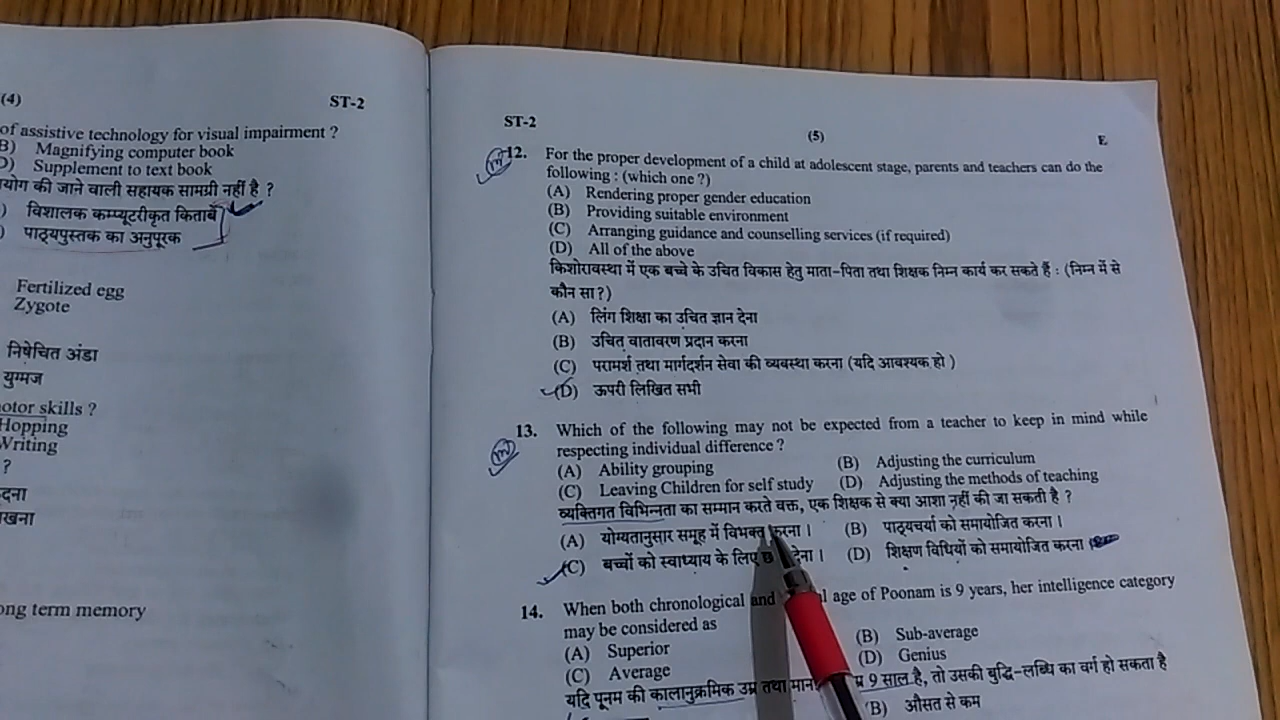 (4)
ST-2
of assistive technology for visual impairment ?
B) Magnifying computer book
D) Supplement to text book
योग की जाने वाली सहायक सामग्री नहीं है ?
) विशालक कम्प्यूटरीकृत किताबें
) पाठ्यपुस्तक का अनुपूरक
Fertilized egg
Zygote
निषेचित अंडा
युग्मज
otor skills ?
Hopping
Writing
?
दना
खना
ong term memory
ST-2
(5)
E
12. For the proper development of a child at adolescent stage, parents and teachers can do the
following : (which one ?)
(A) Rendering proper gender education
(B) Providing suitable environment
(C) Arranging guidance and counselling services (if required)
(D) All of the above
किशोरावस्था में एक बच्चे के उचित विकास हेतु माता-पिता तथा शिक्षक निम्न कार्य कर सकते हैं : (निम्न में से
कौन सा ?)
(A) लिंग शिक्षा का उचित ज्ञान देना
(B) उचित वातावरण प्रदान करना
(C) परामर्श तथा मार्गदर्शन सेवा की व्यवस्था करना (यदि आवश्यक हो )
(D) ऊपरी लिखित सभी
13. Which of the following may not be expected from a teacher to keep in mind while
respecting individual difference ?
(A) Ability grouping (B) Adjusting the curriculum
(C) Leaving Children for self study (D) Adjusting the methods of teaching
व्यक्तिगत विभिन्नता का सम्मान करते वक्त, एक शिक्षक से क्या आशा नहीं की जा सकती है ?
(A) योग्यतानुसार समूह में विभक्त करना । (B) पाठ्यचर्या को समायोजित करना ।
(C) बच्चों को स्वाध्याय के लिए देना । (D) शिक्षण विधियों को समायोजित करना ।
14. When both chronological and l age of Poonam is 9 years, her intelligence category
may be considered as
(A) Superior (B) Sub-average
(C) Average (D) Genius
यदि पूनम की कालानुक्रमिक उम्र तथा मान म्र 9 साल है, तो उसकी बुद्धि-लब्धि का वर्ग हो सकता है
(B) औसत से कम